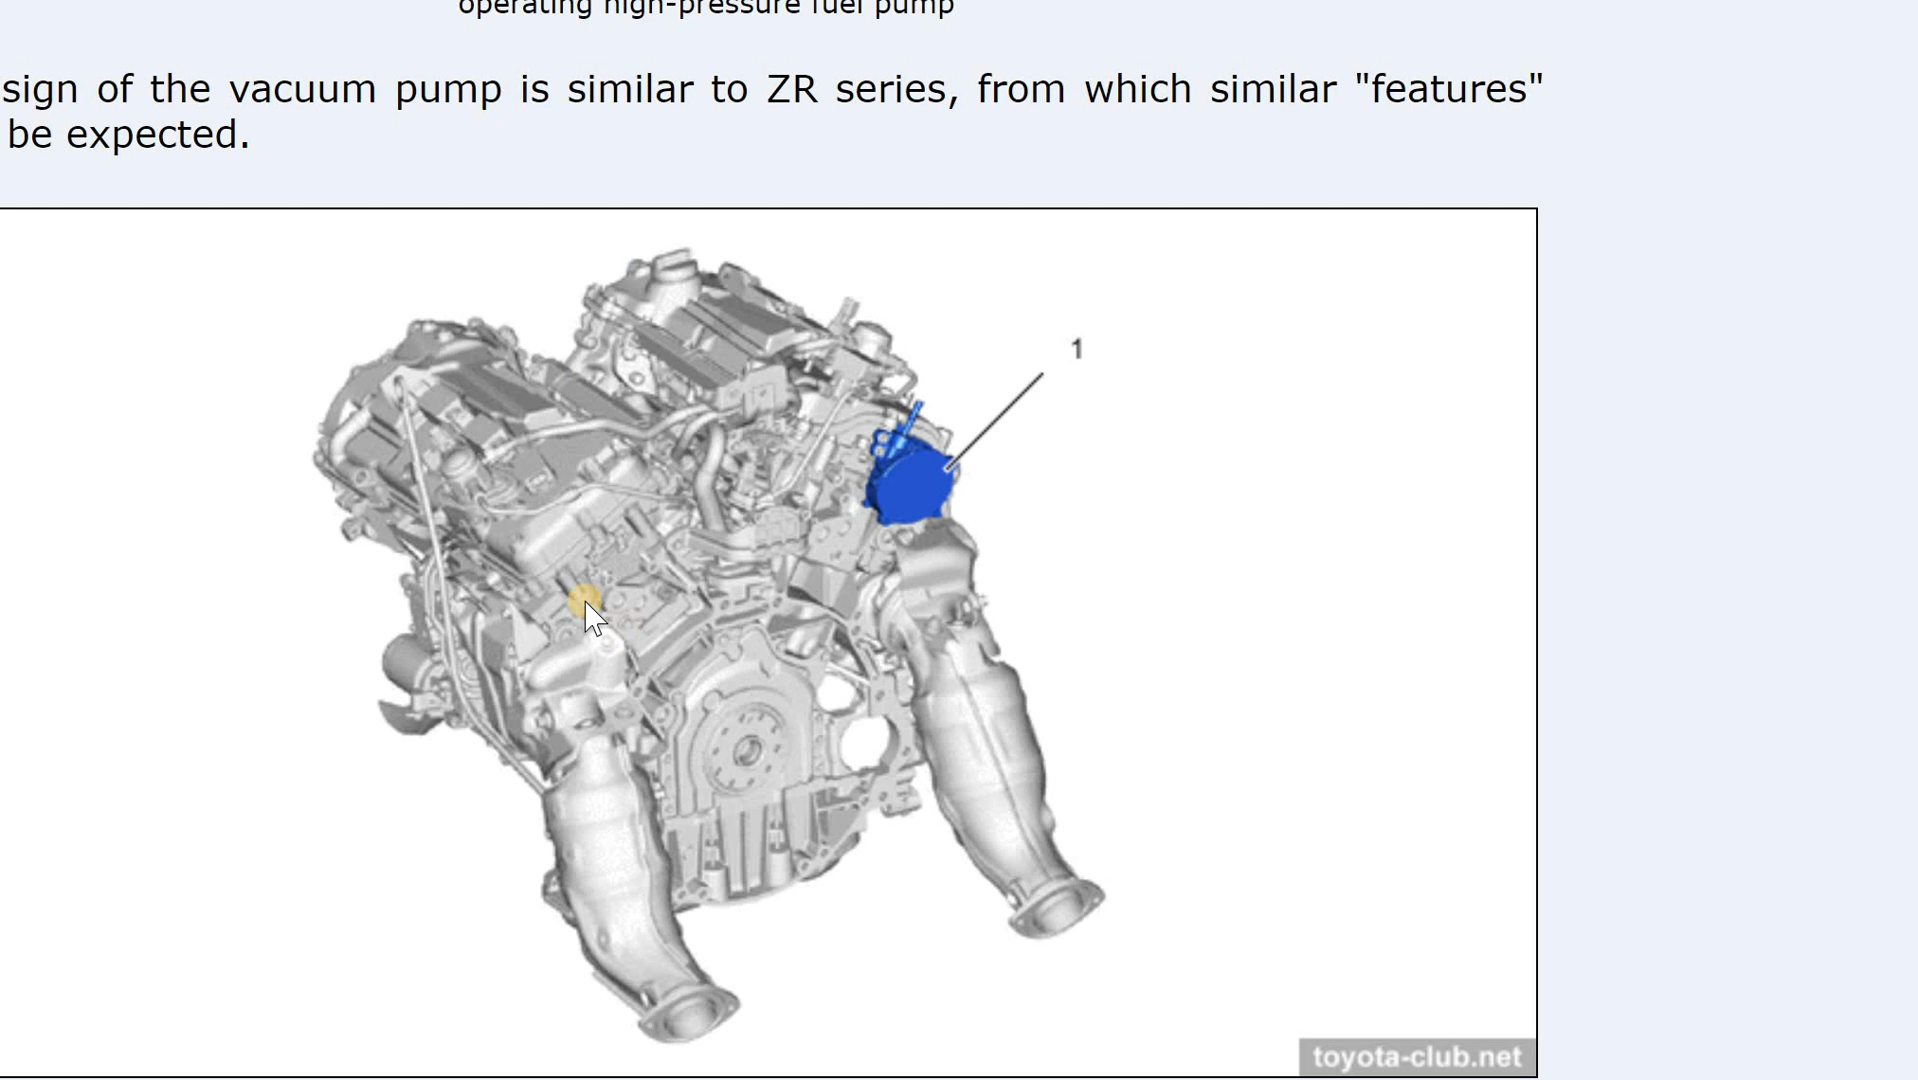 operating high-pressure fuel pump
sign of the vacuum pump is similar to ZR series, from which similar "features"
be expected.
1
toyota-club.net